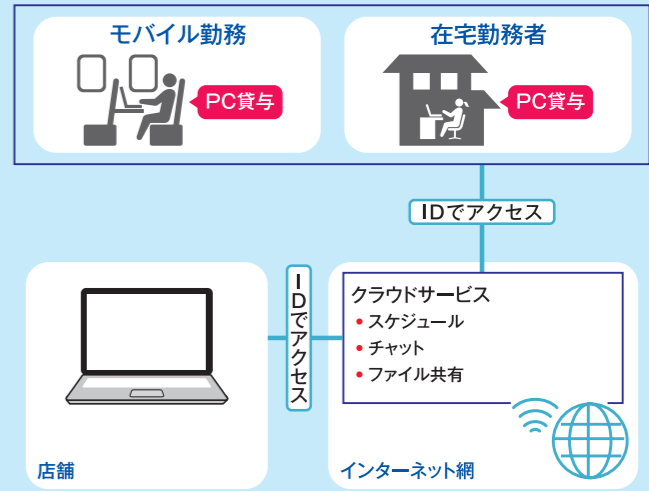 モバイル勤務
PC貸与
在宅勤務者
PC貸与
IDでアクセス
IDでアクセス
クラウドサービス
• スケジュール
• チャット
• ファイル共有
店舗
インターネット網